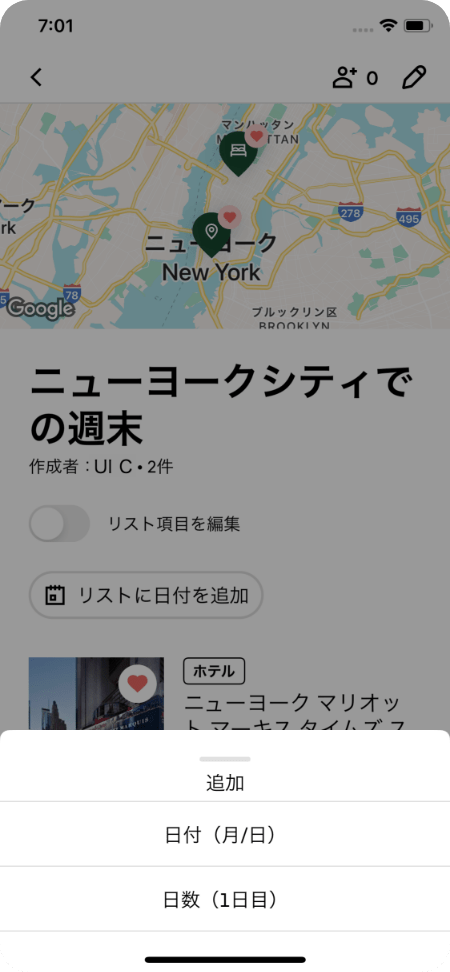 7:01
0
マンハッタン
ニューヨーク
New York
278
495
78
Google
ブルックリン区
BROOKLYN
ニューヨークシティで
の週末
作成者：UI C • 2件
リスト項目を編集
リストに日付を追加
ホテル
ニューヨーク マリオッ
ト マーキス タイムズ ス
追加
日付（月/日）
日数（1日目）